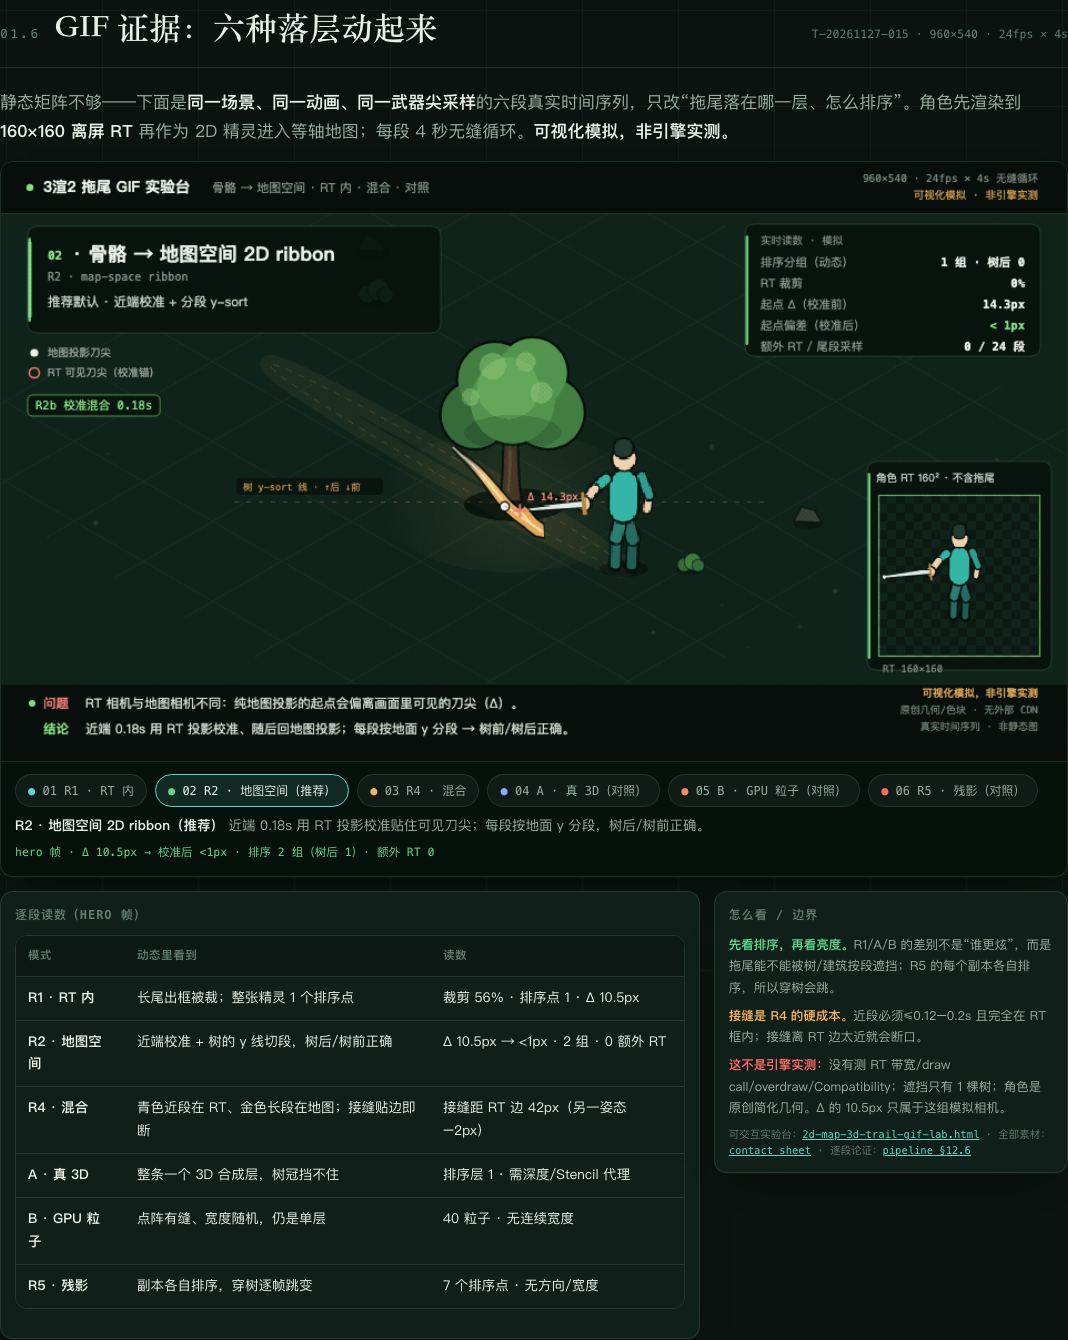 01.6 GIF 证据：六种落层动起来
T-20261127-015 · 960×540 · 24fps × 4s
静态矩阵不够——下面是同一场景、同一动画、同一武器尖采样的六段真实时间序列，只改“拖尾落在哪一层、怎么排序”。角色先渲染到
160×160 离屏 RT 再作为 2D 精灵进入等轴地图；每段 4 秒无缝循环。可视化模拟，非引擎实测。
3渲2 拖尾 GIF 实验台 骨骼 → 地图空间 · RT 内 · 混合 · 对照
960×540 · 24fps × 4s 无缝循环
可视化模拟 · 非引擎实测
02 · 骨骼 → 地图空间 2D ribbon
R2 · map-space ribbon
推荐默认 · 近端校准 + 分段 y-sort
实时读数 · 模拟
排序分组（动态） 1 组 · 树后 0
RT 裁剪 0%
起点 Δ（校准前） 14.3px
起点偏差（校准后） < 1px
额外 RT / 尾段采样 0 / 24 段
地图投影刀尖
RT 可见刀尖（校准锚）
R2b 校准混合 0.18s
树 y-sort 线 · ↑后 ↓前
Δ 14.3px
角色 RT 160² · 不含拖尾
RT 160×160
问题 RT 相机与地图相机不同：纯地图投影的起点会偏离画面里可见的刀尖（Δ）。
结论 近端 0.18s 用 RT 投影校准、随后回地图投影；每段按地面 y 分段 → 树前/树后正确。
可视化模拟，非引擎实测
原创几何/色块 · 无外部 CDN
真实时间序列 · 非静态图
01 R1 · RT 内
02 R2 · 地图空间（推荐）
03 R4 · 混合
04 A · 真 3D（对照）
05 B · GPU 粒子（对照）
06 R5 · 残影（对照）
R2 · 地图空间 2D ribbon（推荐） 近端 0.18s 用 RT 投影校准贴住可见刀尖；每段按地面 y 分段，树后/树前正确。
hero 帧 · Δ 10.5px → 校准后 <1px · 排序 2 组（树后 1） · 额外 RT 0
逐段读数（HERO 帧）
模式 动态里看到 读数
R1 · RT 内 长尾出框被裁；整张精灵 1 个排序点 裁剪 56% · 排序点 1 · Δ 10.5px
R2 · 地图空
间 近端校准 + 树的 y 线切段，树后/树前正确 Δ 10.5px → <1px · 2 组 · 0 额外 RT
R4 · 混合 青色近段在 RT、金色长段在地图；接缝贴边即
断 接缝距 RT 边 42px（另一姿态
−2px）
A · 真 3D 整条一个 3D 合成层，树冠挡不住 排序层 1 · 需深度/Stencil 代理
B · GPU 粒
子 点阵有缝、宽度随机，仍是单层 40 粒子 · 无连续宽度
R5 · 残影 副本各自排序，穿树逐帧跳变 7 个排序点 · 无方向/宽度
怎么看 / 边界
先看排序，再看亮度。R1/A/B 的差别不是“谁更炫”，而是
拖尾能不能被树/建筑按段遮挡；R5 的每个副本各自排
序，所以穿树会跳。
接缝是 R4 的硬成本。近段必须≤0.12–0.2s 且完全在 RT
框内；接缝离 RT 边太近就会断口。
这不是引擎实测：没有测 RT 带宽/draw
call/overdraw/Compatibility；遮挡只有 1 棵树；角色是
原创简化几何。Δ 的 10.5px 只属于这组模拟相机。
可交互实验台：2d-map-3d-trail-gif-lab.html · 全部素材：
contact sheet · 逐段论证：pipeline §12.6